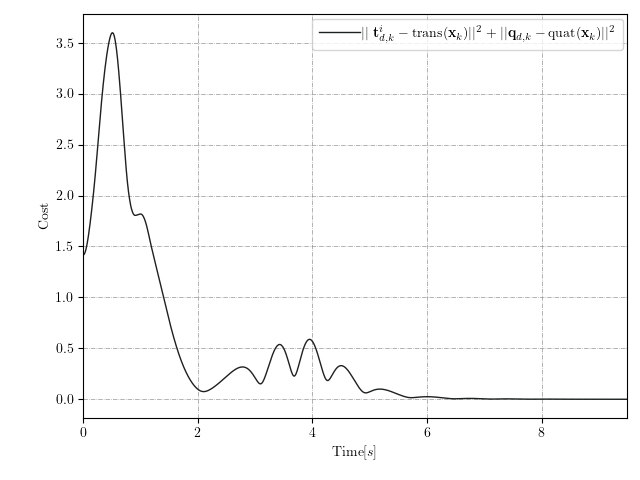 || t^i_{d,k} − trans(x_k)||^2 + ||q_{d,k} − quat(x_k)||^2
3.5
3.0
2.5
2.0
1.5
1.0
0.5
0.0
Cost
0 2 4 6 8
Time[s]